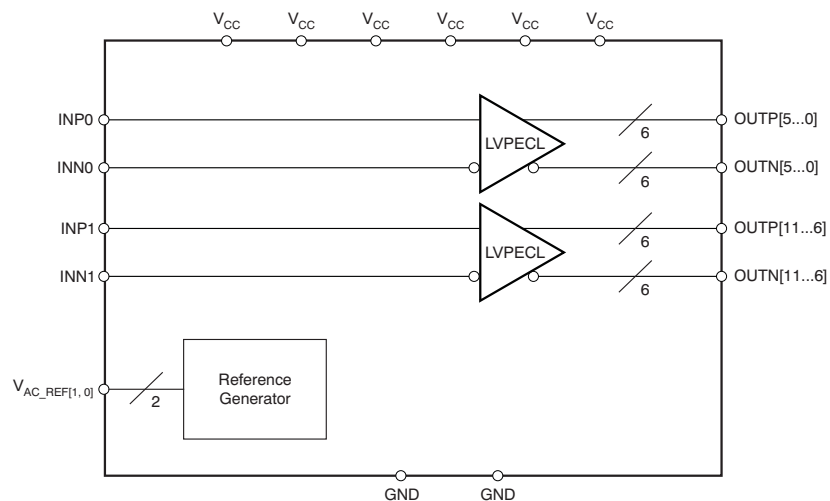 VCC VCC VCC VCC VCC VCC
INP0
LVPECL
6
OUTP[5...0]
INN0
6
OUTN[5...0]
INP1
LVPECL
6
OUTP[11...6]
INN1
6
OUTN[11...6]
VAC_REF[1, 0]
2
Reference
Generator
GND GND